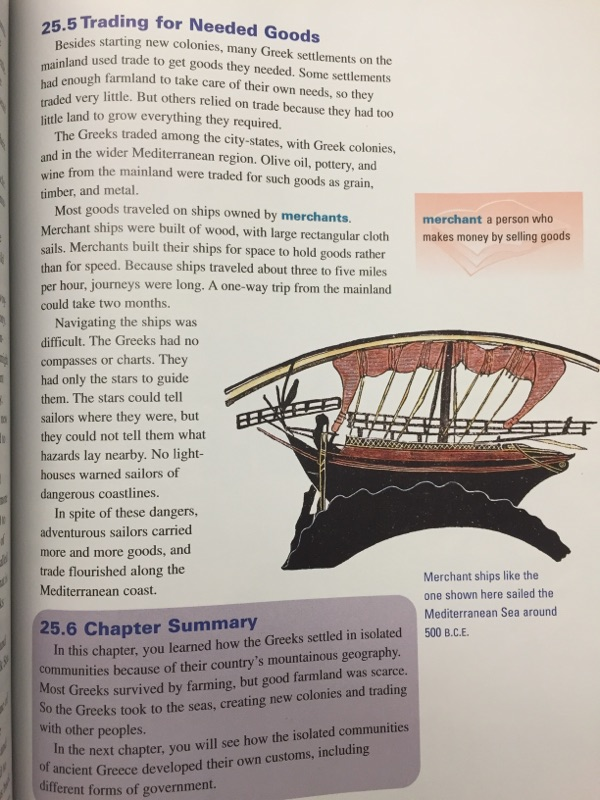 25.5 Trading for Needed Goods
Besides starting new colonies, many Greek settlements on the
mainland used trade to get goods they needed. Some settlements
had enough farmland to take care of their own needs, so they
traded very little. But others relied on trade because they had too
little land to grow everything they required.
The Greeks traded among the city-states, with Greek colonies,
and in the wider Mediterranean region. Olive oil, pottery, and
wine from the mainland were traded for such goods as grain,
timber, and metal.
Most goods traveled on ships owned by merchants.
Merchant ships were built of wood, with large rectangular cloth
sails. Merchants built their ships for space to hold goods rather
than for speed. Because ships traveled about three to five miles
per hour, journeys were long. A one-way trip from the mainland
could take two months.
Navigating the ships was
difficult. The Greeks had no
compasses or charts. They
had only the stars to guide
them. The stars could tell
sailors where they were, but
they could not tell them what
hazards lay nearby. No light-
houses warned sailors of
dangerous coastlines.
In spite of these dangers,
adventurous sailors carried
more and more goods, and
trade flourished along the
Mediterranean coast.
merchant a person who
makes money by selling goods
Merchant ships like the
one shown here sailed the
Mediterranean Sea around
500 B.C.E.
25.6 Chapter Summary
In this chapter, you learned how the Greeks settled in isolated
communities because of their country's mountainous geography.
Most Greeks survived by farming, but good farmland was scarce.
So the Greeks took to the seas, creating new colonies and trading
with other peoples.
In the next chapter, you will see how the isolated communities
of ancient Greece developed their own customs, including
different forms of government.